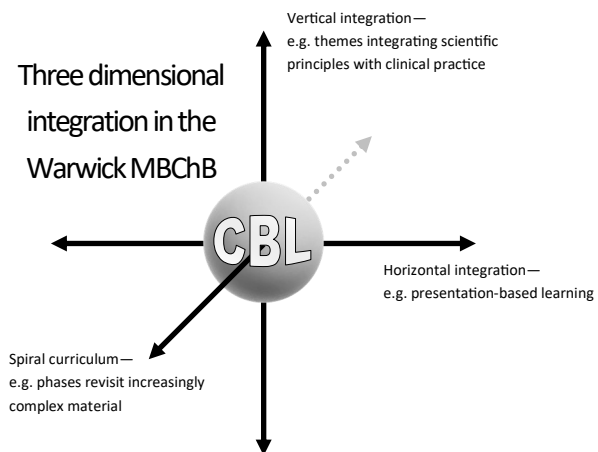 Vertical integration—
e.g. themes integrating scientific
principles with clinical practice
Three dimensional
integration in the
Warwick MBChB
CBL
Horizontal integration—
e.g. presentation-based learning
Spiral curriculum—
e.g. phases revisit increasingly
complex material